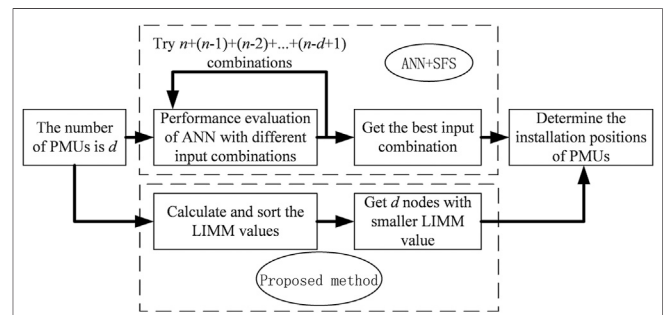 Try n+(n-1)+(n-2)+...+(n-d+1)
combinations
ANN+SFS
The number
of PMUs is d
Performance evaluation
of ANN with different
input combinations
Get the best input
combination
Determine the
installation positions
of PMUs
Calculate and sort the
LIMM values
Get d nodes with
smaller LIMM
value
Proposed method